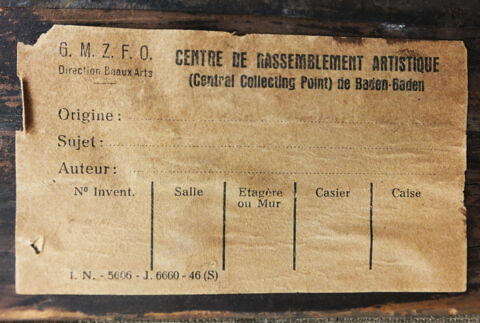 G. M. Z. F. O.
Direction Beaux Arts
CENTRE DE RASSEMBLEMENT ARTISTIQUE
(Central Collecting Point) de Baden-Baden
Origine :
Sujet :
Auteur :
Nº Invent. Salle Etagère ou Mur Casier Caise
I. N. - 5606 - J. 6660 - 46 (S)